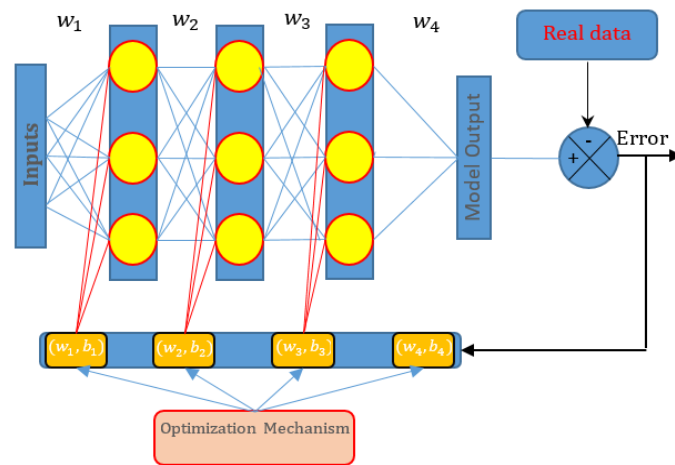 w₁ w₂ w₃ w₄
Real data
Inputs
Model Output
-
+
Error
(w₁,b₁) (w₂,b₂) (w₃,b₃) (w₄,b₄)
Optimization Mechanism